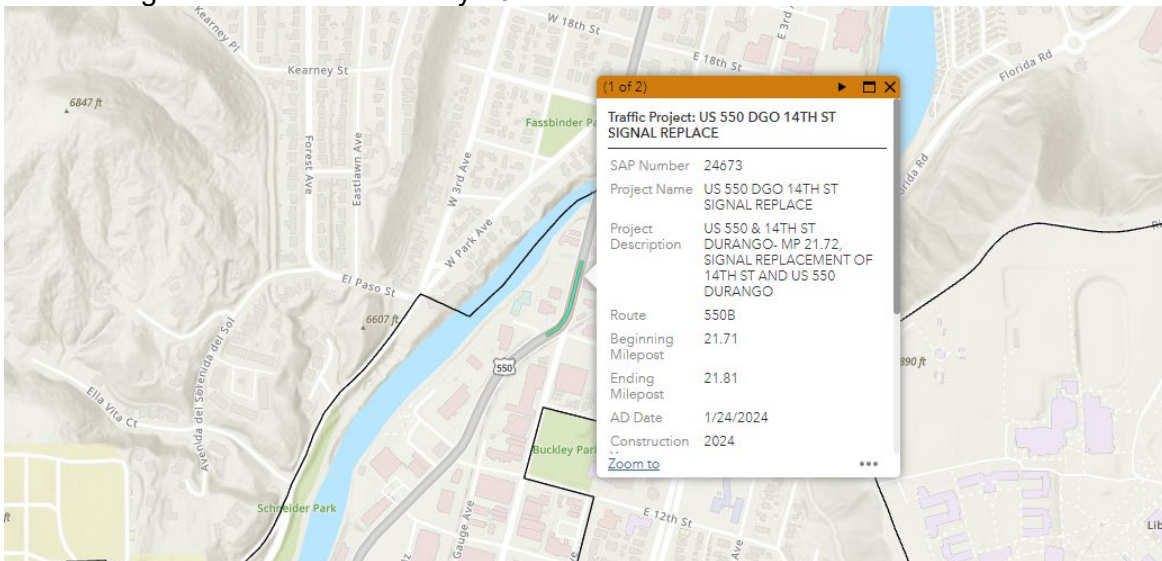 W 18th St
E 3rd
E 18th St
Kearney Pl
Kearney St
Florida Rd
6847 ft
Fassbinder Pa
Forest Ave
Eastlawn Ave
W 3rd Ave
W Park Ave
El Paso St
6607 ft
Avenida del Sol
Ella Vita Ct
550
Buckley Par
Schneider Park
E 12th St
Gauge Ave
Ave
890 ft
Lib
ft
(1 of 2)
Traffic Project: US 550 DGO 14TH ST
SIGNAL REPLACE
SAP Number 24673
Project Name US 550 DGO 14TH ST
SIGNAL REPLACE
Project US 550 & 14TH ST
Description DURANGO- MP 21.72,
SIGNAL REPLACEMENT OF
14TH ST AND US 550
DURANGO
Route 550B
Beginning 21.71
Milepost
Ending 21.81
Milepost
AD Date 1/24/2024
Construction 2024
Zoom to